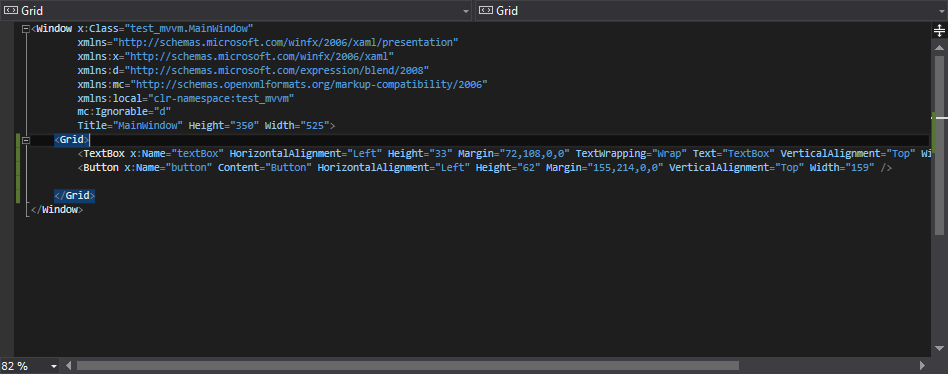 Grid
Grid
<Window x:Class="test_mvvm.MainWindow"
xmlns="http://schemas.microsoft.com/winfx/2006/xaml/presentation"
xmlns:x="http://schemas.microsoft.com/winfx/2006/xaml"
xmlns:d="http://schemas.microsoft.com/expression/blend/2008"
xmlns:mc="http://schemas.openxmlformats.org/markup-compatibility/2006"
xmlns:local="clr-namespace:test_mvvm"
mc:Ignorable="d"
Title="MainWindow" Height="350" Width="525">
<Grid>
<TextBox x:Name="textBox" HorizontalAlignment="Left" Height="33" Margin="72,108,0,0" TextWrapping="Wrap" Text="TextBox" VerticalAlignment="Top" Wi
<Button x:Name="button" Content="Button" HorizontalAlignment="Left" Height="62" Margin="155,214,0,0" VerticalAlignment="Top" Width="159" />
</Grid>
</Window>
82 %